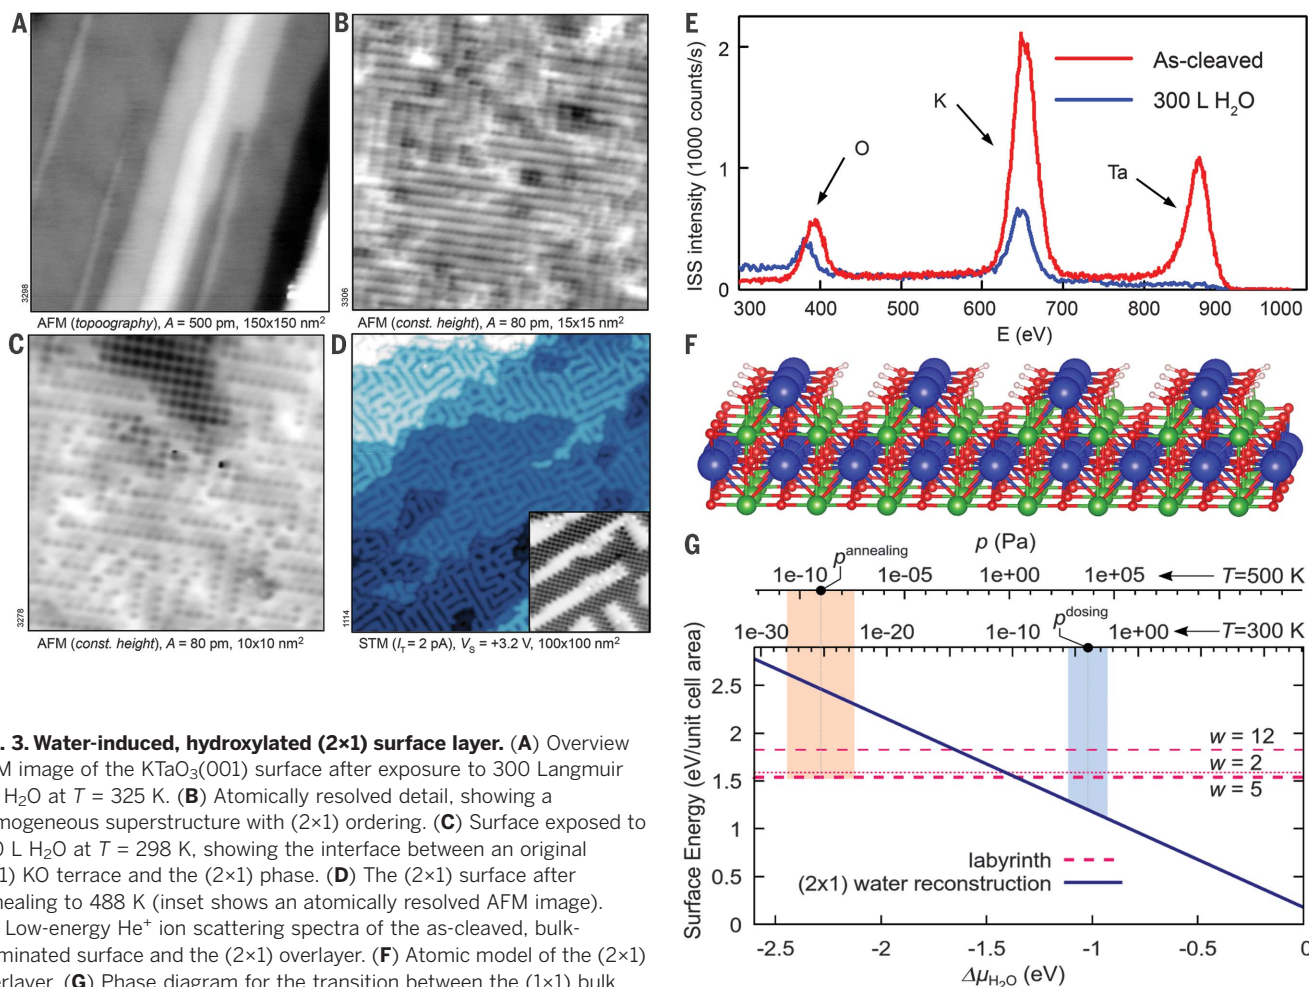 A
3298
AFM (topoography), A = 500 pm, 150x150 nm2
B
3306
AFM (const. height), A = 80 pm, 15x15 nm2
C
3278
AFM (const. height), A = 80 pm, 10x10 nm2
D
1114
STM (IT = 2 pA), VS = +3.2 V, 100x100 nm2
E
ISS intensity (1000 counts/s)
2
1
0
As-cleaved
300 L H2O
O
K
Ta
300 400 500 600 700 800 900 1000
E (eV)
F
G
p (Pa)
pannealing
1e-10 1e-05 1e+00 1e+05 T=500 K
pdosing
1e-30 1e-20 1e-10 1e+00 T=300 K
Surface Energy (eV/unit cell area)
2.5
2
1.5
1
0.5
0
w = 12
w = 2
w = 5
labyrinth
(2x1) water reconstruction
-2.5 -2 -1.5 -1 -0.5 0
ΔμH2O (eV)
. 3. Water-induced, hydroxylated (2×1) surface layer. (A) Overview
M image of the KTaO3(001) surface after exposure to 300 Langmuir
H2O at T = 325 K. (B) Atomically resolved detail, showing a
mogeneous superstructure with (2×1) ordering. (C) Surface exposed to
0 L H2O at T = 298 K, showing the interface between an original
1) KO terrace and the (2×1) phase. (D) The (2×1) surface after
nealing to 488 K (inset shows an atomically resolved AFM image).
Low-energy He+ ion scattering spectra of the as-cleaved, bulk-
minated surface and the (2×1) overlayer. (F) Atomic model of the (2×1)
erlayer. (G) Phase diagram for the transition between the (1×1) bulk